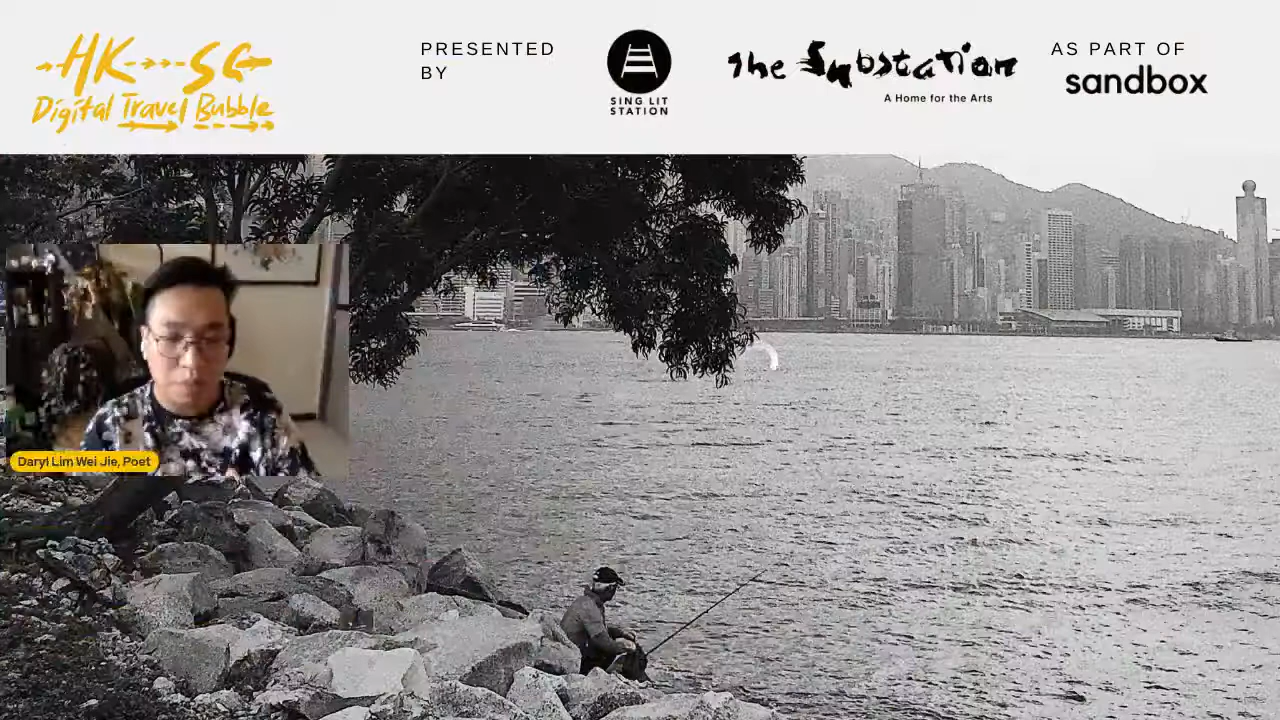 HK SG
Digital Travel Bubble
PRESENTED
BY
SING LIT
STATION
The Substation
A Home for the Arts
AS PART OF
sandbox
Daryl Lim Wei Jie, Poet